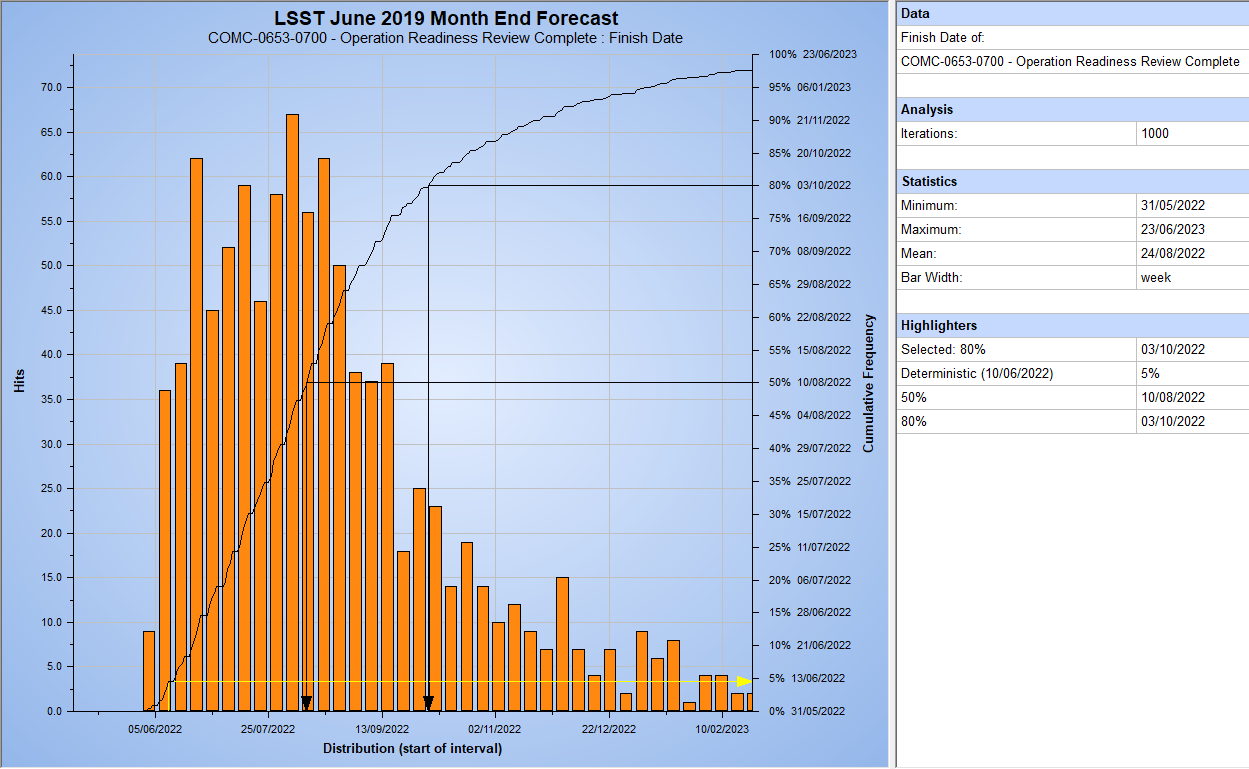 LSST June 2019 Month End Forecast
COMC-0653-0700 - Operation Readiness Review Complete : Finish Date
Hits
70.0
65.0
60.0
55.0
50.0
45.0
40.0
35.0
30.0
25.0
20.0
15.0
10.0
5.0
0.0
05/06/2022
25/07/2022
13/09/2022
02/11/2022
22/12/2022
10/02/2023
Distribution (start of interval)
100% 23/06/2023
95% 06/01/2023
90% 21/11/2022
85% 20/10/2022
80% 03/10/2022
75% 16/09/2022
70% 08/09/2022
65% 29/08/2022
60% 22/08/2022
55% 15/08/2022
50% 10/08/2022
45% 04/08/2022
40% 29/07/2022
35% 25/07/2022
30% 15/07/2022
25% 11/07/2022
20% 06/07/2022
15% 28/06/2022
10% 21/06/2022
5% 13/06/2022
0% 31/05/2022
Cumulative Frequency
Data
Finish Date of:
COMC-0653-0700 - Operation Readiness Review Complete
Analysis
Iterations: 1000
Statistics
Minimum: 31/05/2022
Maximum: 23/06/2023
Mean: 24/08/2022
Bar Width: week
Highlighters
Selected: 80% 03/10/2022
Deterministic (10/06/2022) 5%
50% 10/08/2022
80% 03/10/2022